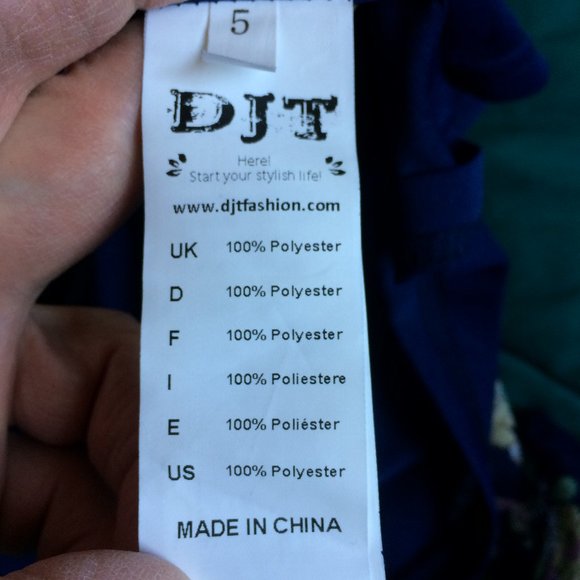 5
DJT
Here!
Start your stylish life!
www.djtfashion.com
UK 100% Polyester
D 100% Polyester
F 100% Polyester
I 100% Poliestere
E 100% Poliéster
US 100% Polyester
MADE IN CHINA